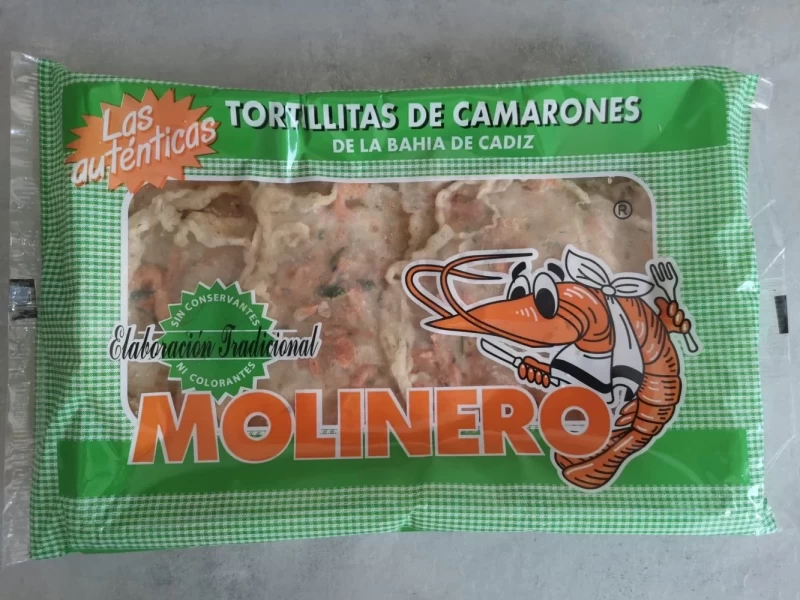 Las
auténticas
TORTILLITAS DE CAMARONES
DE LA BAHIA DE CADIZ
®
SIN CONSERVANTES
Elaboración Tradicional
NI COLORANTES
MOLINERO